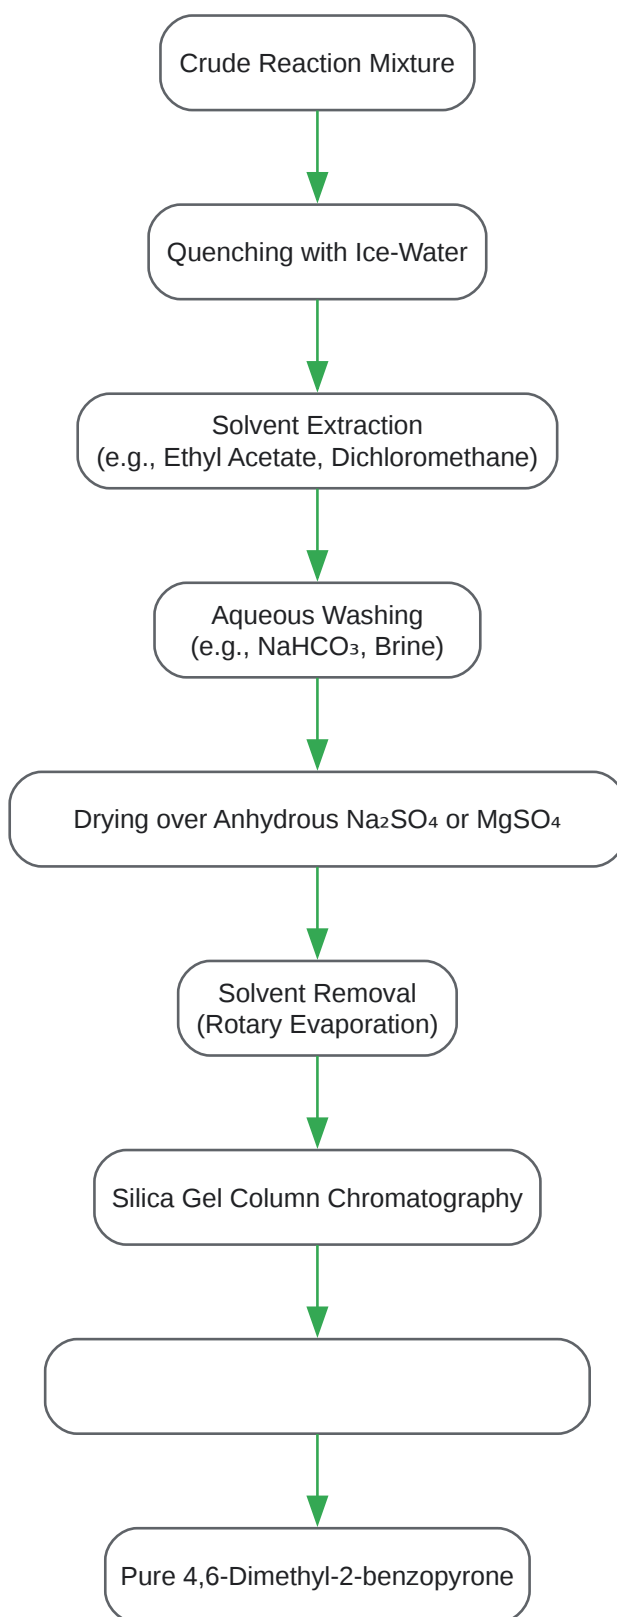 Crude Reaction Mixture
Quenching with Ice-Water
Solvent Extraction
(e.g., Ethyl Acetate, Dichloromethane)
Aqueous Washing
(e.g., NaHCO₃, Brine)
Drying over Anhydrous Na₂SO₄ or MgSO₄
Solvent Removal
(Rotary Evaporation)
Silica Gel Column Chromatography
Pure 4,6-Dimethyl-2-benzopyrone